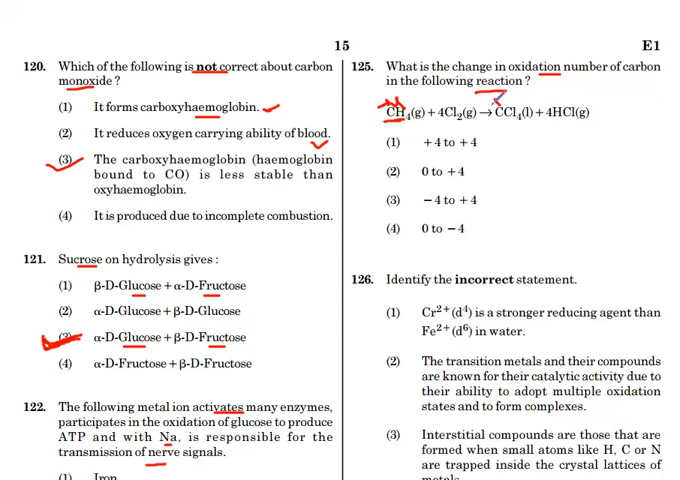 15
E1
120. Which of the following is not correct about carbon
monoxide ?
(1) It forms carboxyhaemoglobin.
(2) It reduces oxygen carrying ability of blood.
(3) The carboxyhaemoglobin (haemoglobin
bound to CO) is less stable than
oxyhaemoglobin.
(4) It is produced due to incomplete combustion.
121. Sucrose on hydrolysis gives :
(1) β-D-Glucose + α-D-Fructose
(2) α-D-Glucose + β-D-Glucose
α-D-Glucose + β-D-Fructose
(4) α-D-Fructose + β-D-Fructose
122. The following metal ion activates many enzymes,
participates in the oxidation of glucose to produce
ATP and with Na, is responsible for the
transmission of nerve signals.
(1) Iron
125. What is the change in oxidation number of carbon
in the following reaction ?
CH₄(g) + 4Cl₂(g) → CCl₄(l) + 4HCl(g)
(1) + 4 to + 4
(2) 0 to + 4
(3) − 4 to + 4
(4) 0 to − 4
126. Identify the incorrect statement.
(1) Cr²⁺ (d⁴) is a stronger reducing agent than
Fe²⁺ (d⁶) in water.
(2) The transition metals and their compounds
are known for their catalytic activity due to
their ability to adopt multiple oxidation
states and to form complexes.
(3) Interstitial compounds are those that are
formed when small atoms like H, C or N
are trapped inside the crystal lattices of
metals.